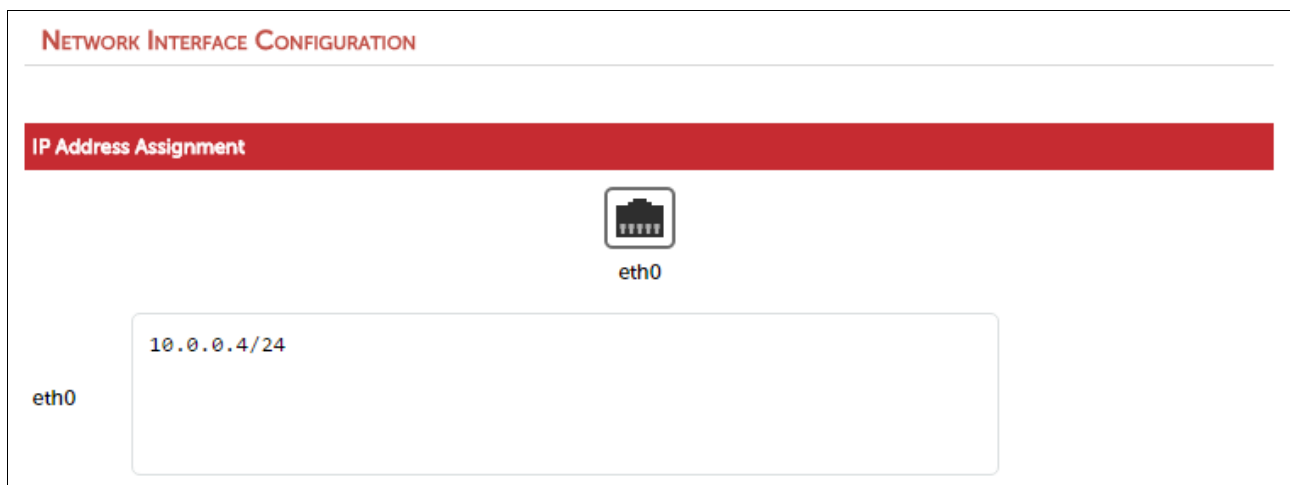 Network Interface Configuration
IP Address Assignment
eth0
10.0.0.4/24
eth0